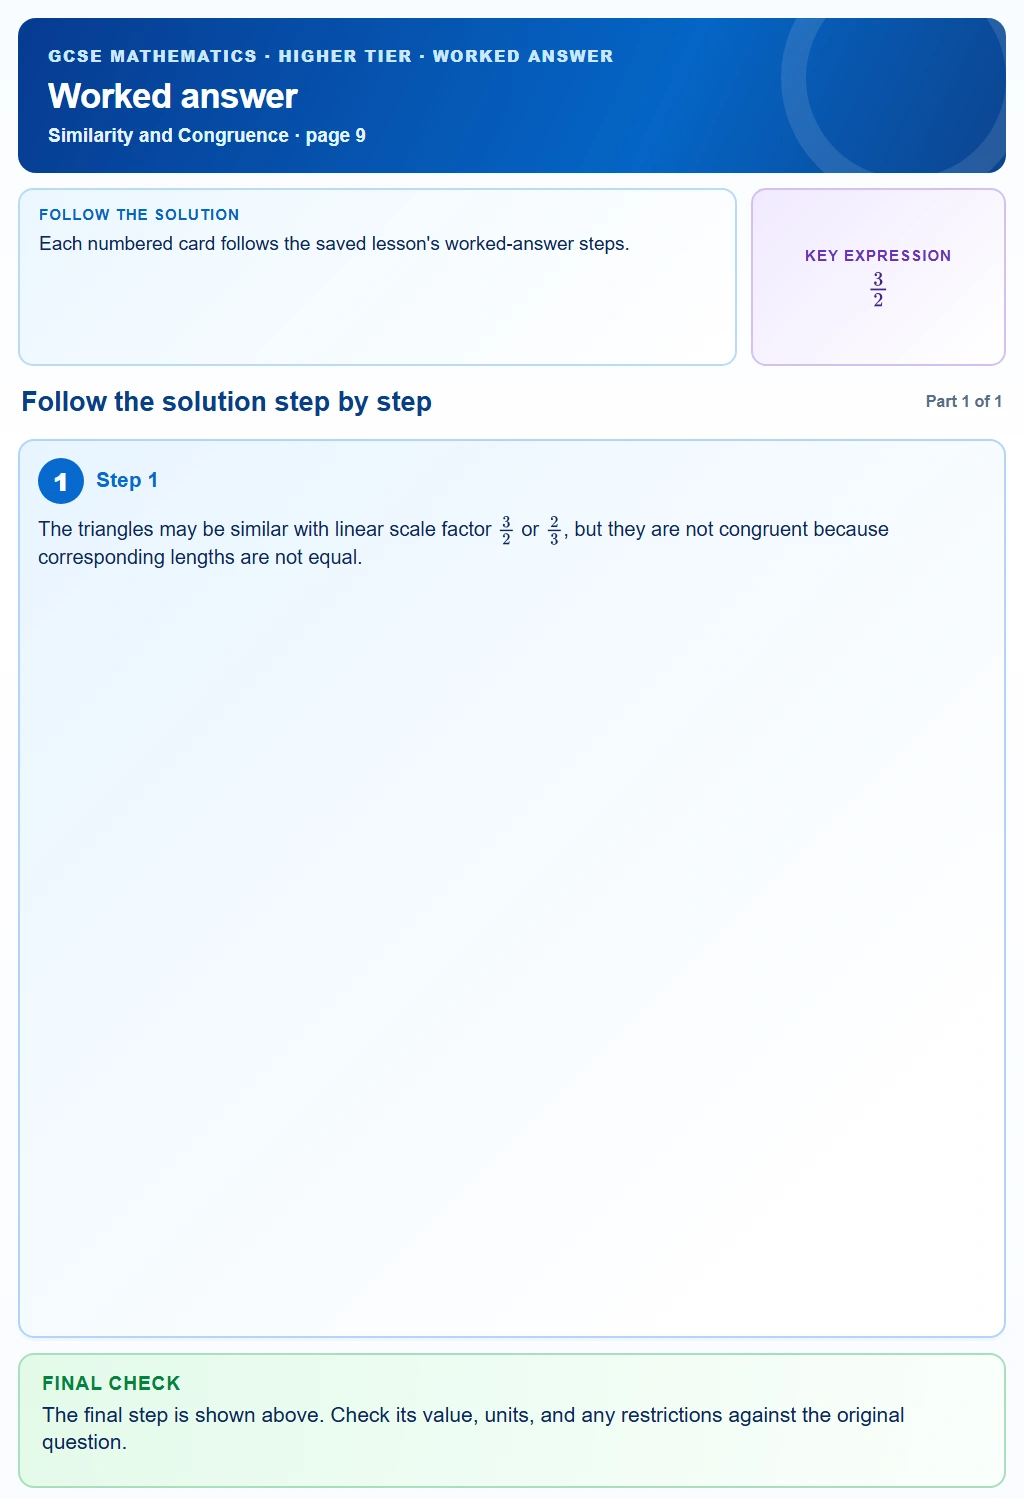 GCSE MATHEMATICS · HIGHER TIER · WORKED ANSWER
Worked answer
Similarity and Congruence · page 9
FOLLOW THE SOLUTION
Each numbered card follows the saved lesson's worked-answer steps.
KEY EXPRESSION
3/2
Follow the solution step by step
Part 1 of 1
1 Step 1
The triangles may be similar with linear scale factor 3/2 or 2/3, but they are not congruent because
corresponding lengths are not equal.
FINAL CHECK
The final step is shown above. Check its value, units, and any restrictions against the original
question.